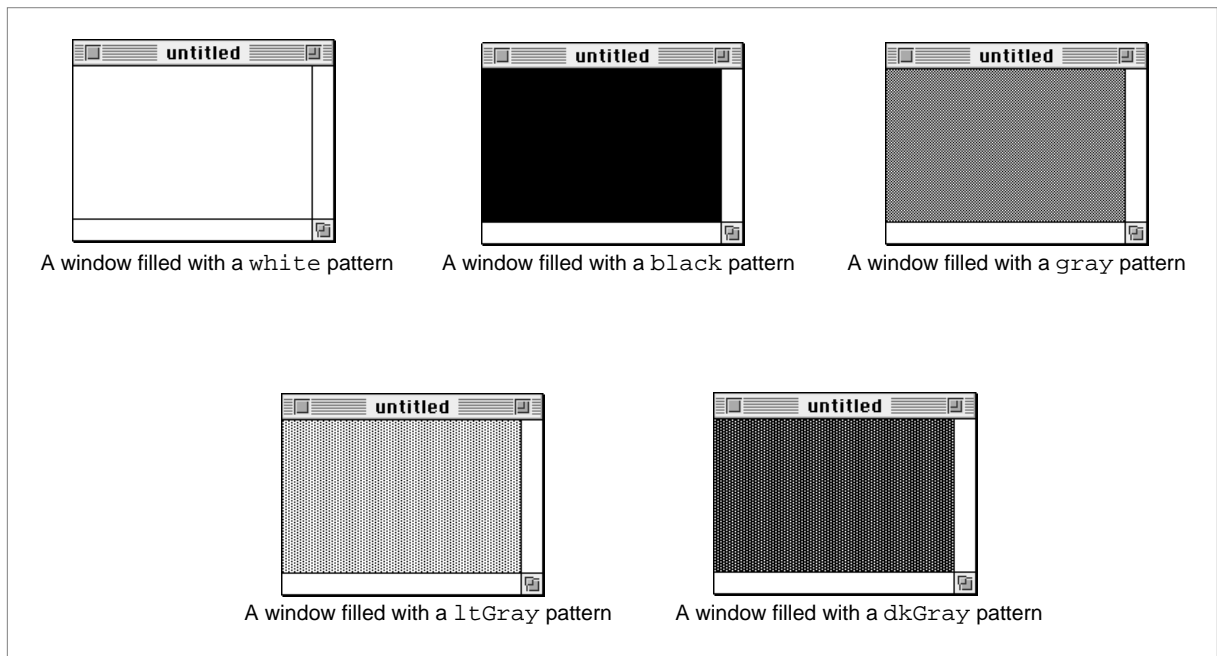 untitled
untitled
untitled
A window filled with a white pattern
A window filled with a black pattern
A window filled with a gray pattern
untitled
untitled
A window filled with a ltGray pattern
A window filled with a dkGray pattern